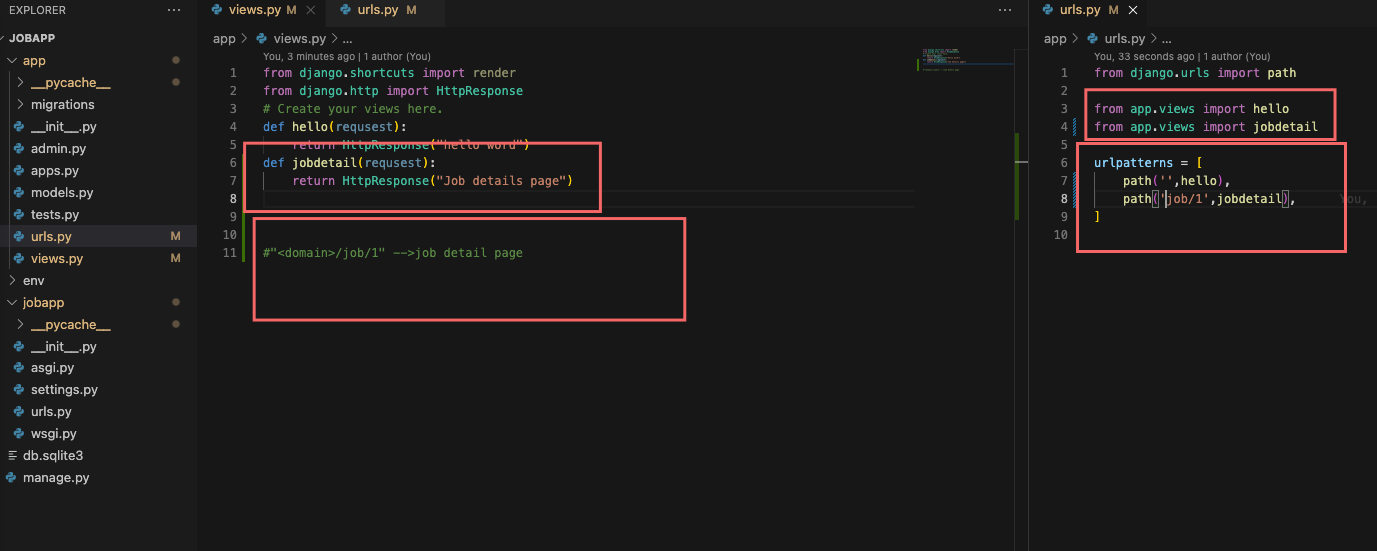 EXPLORER ···
JOBAPP
app
__pycache__
migrations
__init__.py
admin.py
apps.py
models.py
tests.py
urls.py M
views.py M
env
jobapp
__pycache__
__init__.py
asgi.py
settings.py
urls.py
wsgi.py
db.sqlite3
manage.py
views.py M
urls.py M
···
app > views.py > ...
You, 3 minutes ago | 1 author (You)
1 from django.shortcuts import render
2 from django.http import HttpResponse
3 # Create your views here.
4 def hello(requsest):
5 return HttpResponse("hello word")
6 def jobdetail(requsest):
7 return HttpResponse("Job details page")
8
9
10
11 #"<domain>/job/1" -->job detail page
urls.py M
app > urls.py > ...
You, 33 seconds ago | 1 author (You)
1 from django.urls import path
2
3 from app.views import hello
4 from app.views import jobdetail
5
6 urlpatterns = [
7 path('',hello),
8 path('job/1',jobdetail), You,
9 ]
10